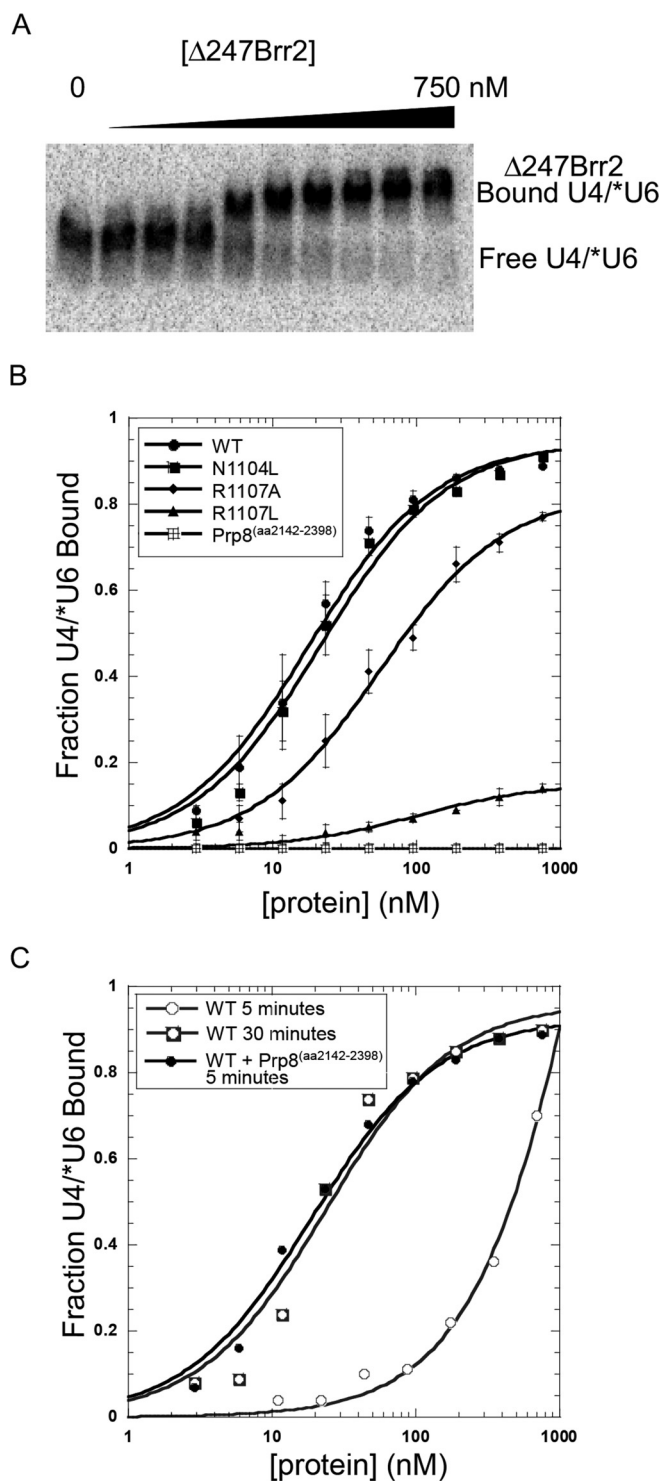 A
[Δ247Brr2]
0 750 nM
Δ247Brr2
Bound U4/*U6
Free U4/*U6
B
1
0.8
0.6
0.4
0.2
0
Fraction U4/*U6 Bound
WT
N1104L
R1107A
R1107L
Prp8(aa2142-2398)
1 10 100 1000
[protein] (nM)
C
1
0.8
0.6
0.4
0.2
0
Fraction U4/*U6 Bound
WT 5 minutes
WT 30 minutes
WT + Prp8(aa2142-2398)
5 minutes
1 10 100 1000
[protein] (nM)